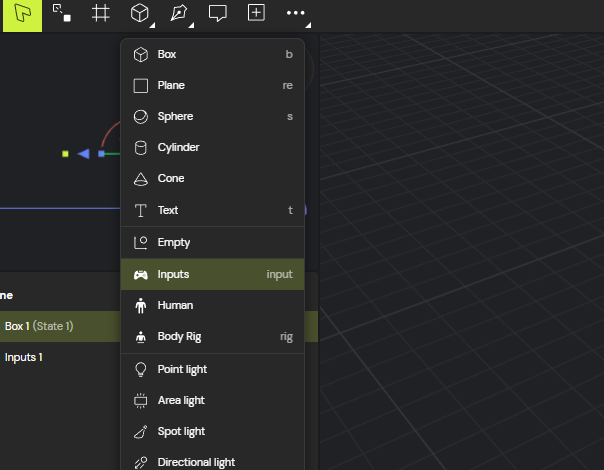 Box b
Plane re
Sphere s
Cylinder
Cone
Text t
Empty
Inputs input
Human
Body Rig rig
Point light
Area light
Spot light
Directional light
ne
Box 1 (State 1)
Inputs 1